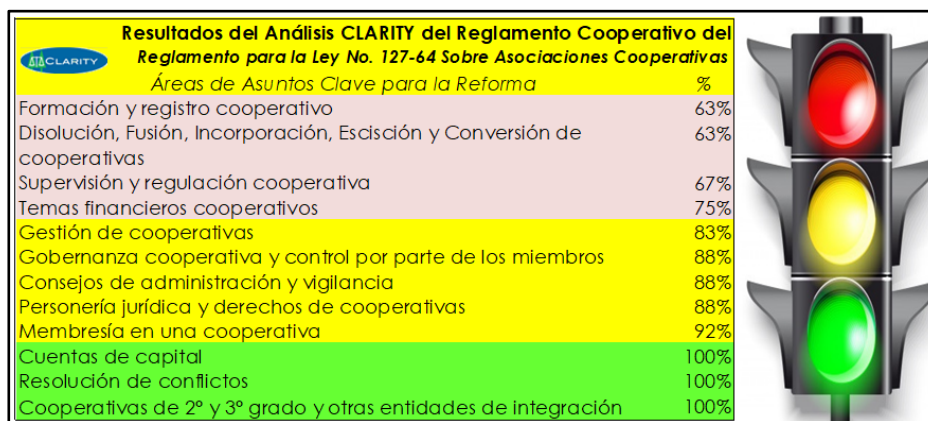 Resultados del Análisis CLARITY del Reglamento Cooperativo del
CLARITY
Reglamento para la Ley No. 127-64 Sobre Asociaciones Cooperativas
Áreas de Asuntos Clave para la Reforma %
Formación y registro cooperativo 63%
Disolución, Fusión, Incorporación, Escisción y Conversión de 63%
cooperativas
Supervisión y regulación cooperativa 67%
Temas financieros cooperativos 75%
Gestión de cooperativas 83%
Gobernanza cooperativa y control por parte de los miembros 88%
Consejos de administración y vigilancia 88%
Personería jurídica y derechos de cooperativas 88%
Membresía en una cooperativa 92%
Cuentas de capital 100%
Resolución de conflictos 100%
Cooperativas de 2° y 3° grado y otras entidades de integración 100%